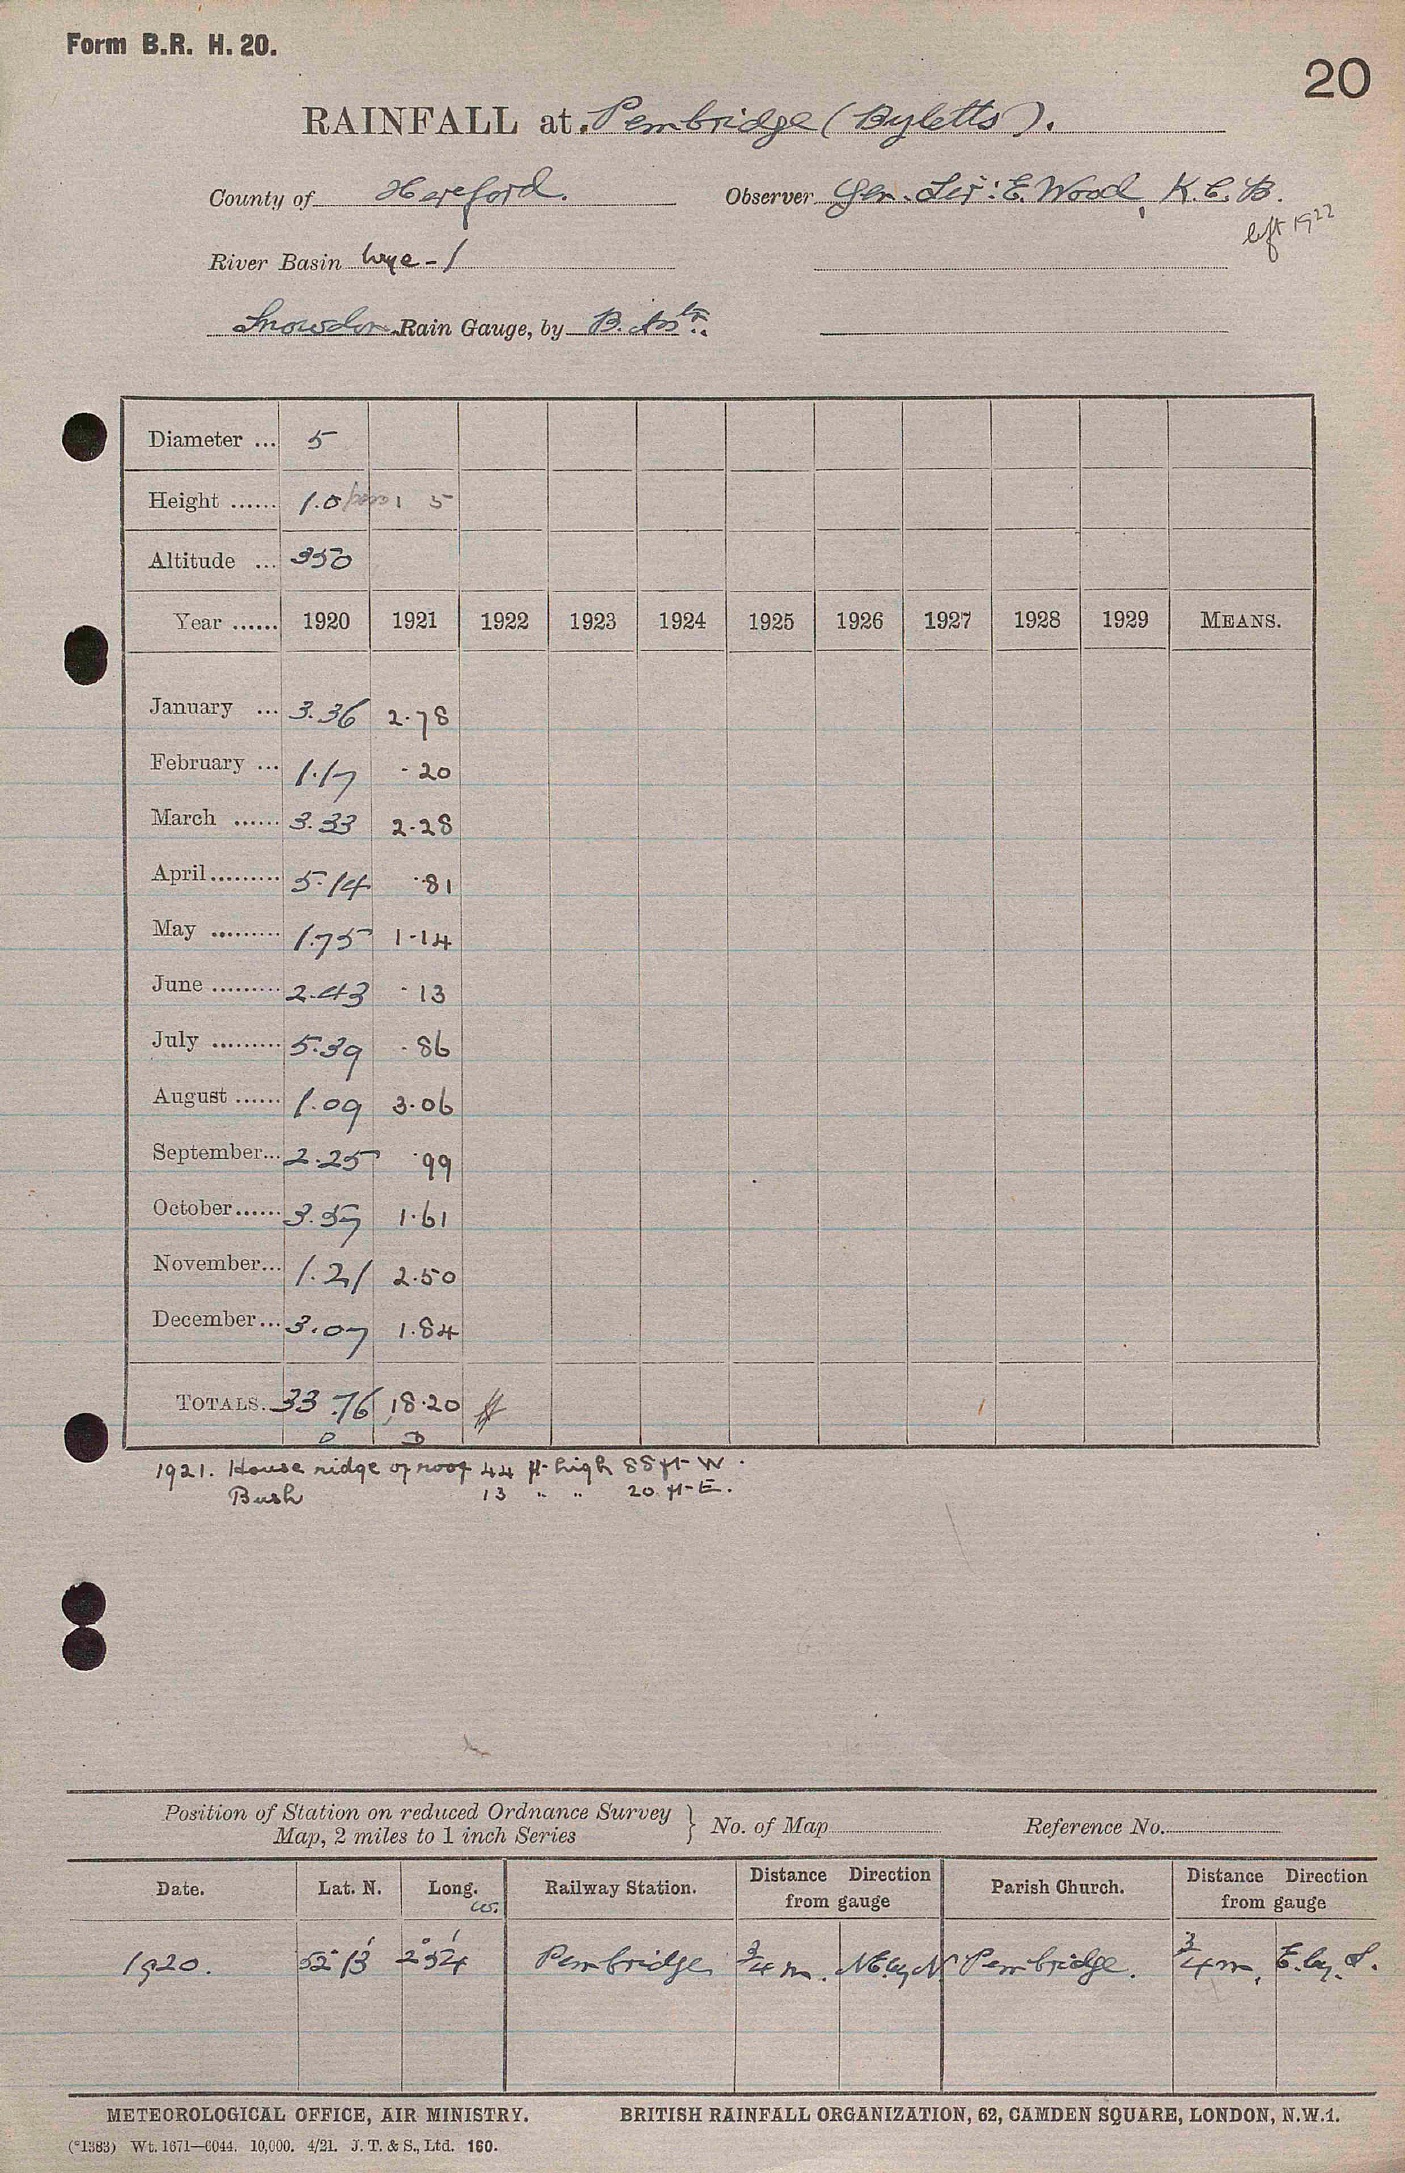 Form B.R. H. 20.
20
RAINFALL at Pembridge (Byletts).
County of Hereford. Observer Gen. Sir: E. Wood, K.C.B.
left 1922
River Basin Wye - 1
Snowdon Rain Gauge, by
Diameter ... 5
Height ...... 1.0 1 5
Altitude ... 350
Year ...... 1920 1921 1922 1923 1924 1925 1926 1927 1928 1929 MEANS.
January ... 3.36 2.78
February ... 1.17 .20
March ...... 3.33 2.28
April ......... 5.14 .81
May ......... 1.75 1.14
June ......... 2.43 .13
July ......... 5.39 .86
August ...... 1.09 3.06
September... 2.25 .99
October ...... 3.57 1.61
November... 1.21 2.50
December ... 3.07 1.84
TOTALS. 33.76 18.20
D D
1921. House ridge of roof 44 ft high 88 ft W.
Bush 13 " " 20 ft E.
Position of Station on reduced Ordnance Survey
Map, 2 miles to 1 inch Series } No. of Map Reference No.
Date. Lat. N. Long. W. Railway Station. Distance Direction from gauge Parish Church. Distance Direction from gauge
1920. 52° 13' 2° 54' Pembridge 3/4 m. NE by N Pembridge. 3/4 m, E. by. S.
METEOROLOGICAL OFFICE, AIR MINISTRY. BRITISH RAINFALL ORGANIZATION, 62, CAMDEN SQUARE, LONDON, N.W.1.
(*1383) Wt. 1671—6044. 10,000. 4/21. J. T. & S., Ltd. 160.